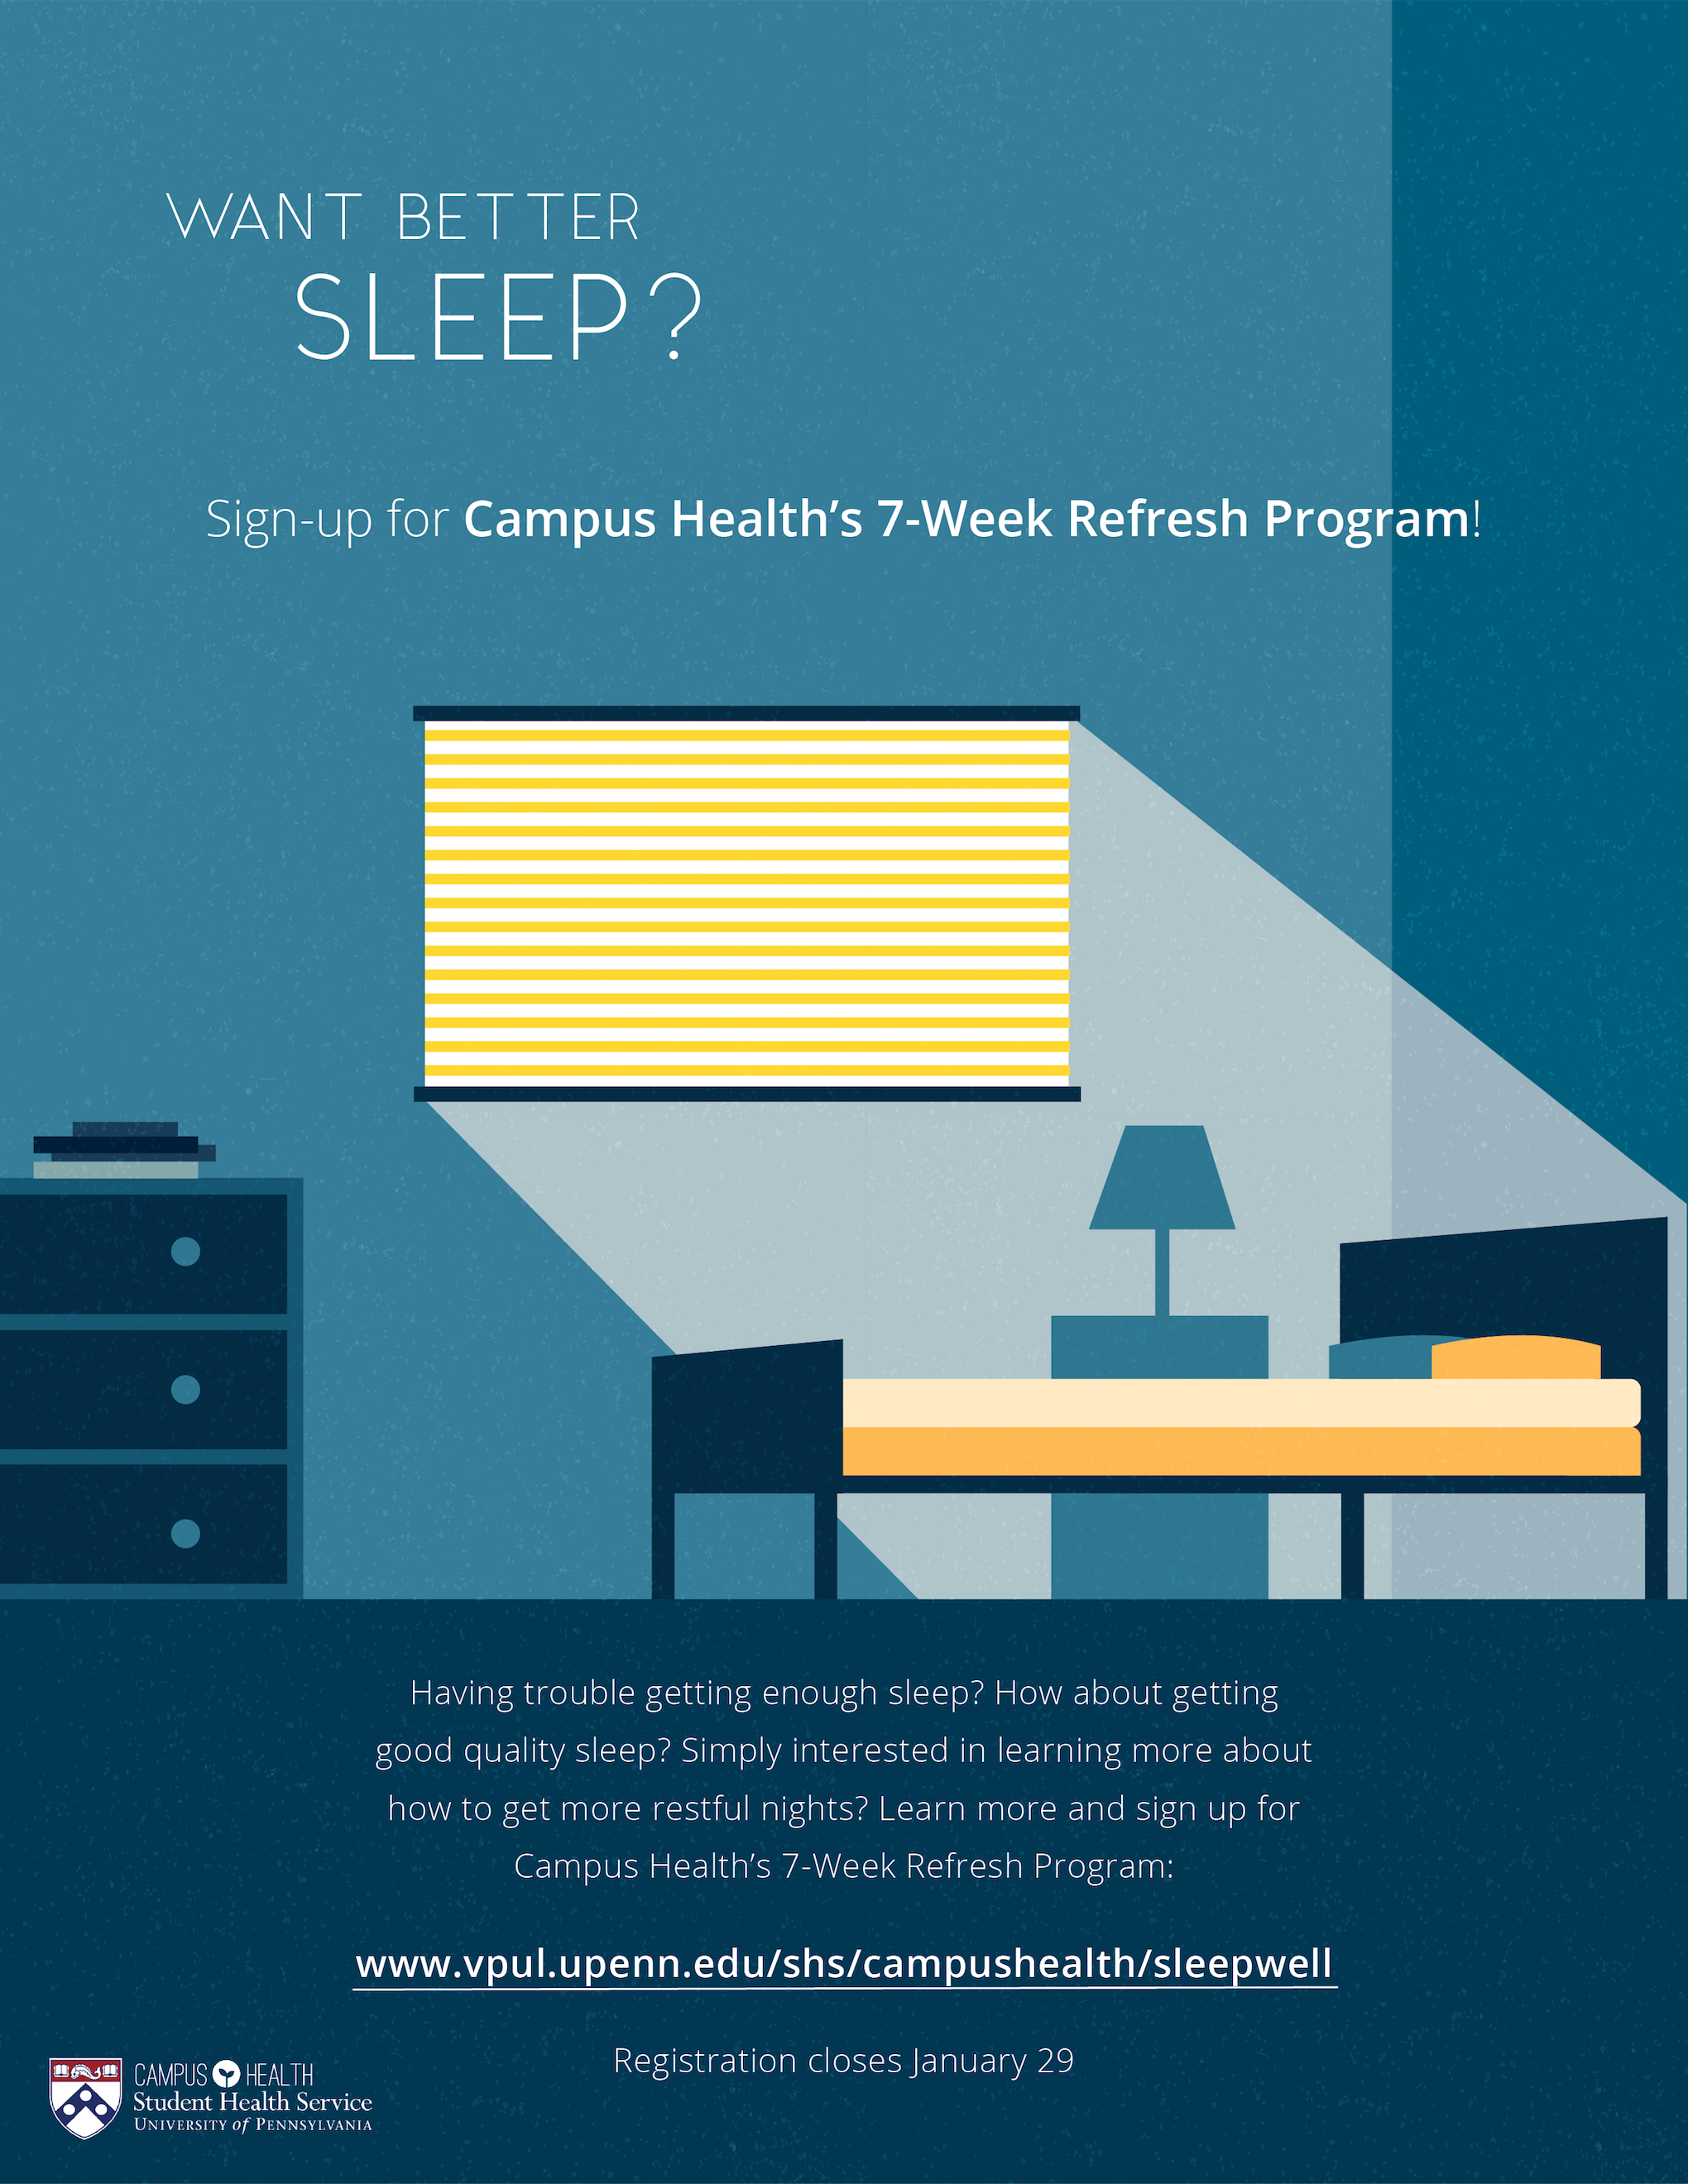 WANT BETTER
SLEEP?
Sign-up for Campus Health’s 7-Week Refresh Program!
Having trouble getting enough sleep? How about getting
good quality sleep? Simply interested in learning more about
how to get more restful nights? Learn more and sign up for
Campus Health’s 7-Week Refresh Program:
www.vpul.upenn.edu/shs/campushealth/sleepwell
Registration closes January 29
CAMPUS HEALTH
Student Health Service
UNIVERSITY of PENNSYLVANIA